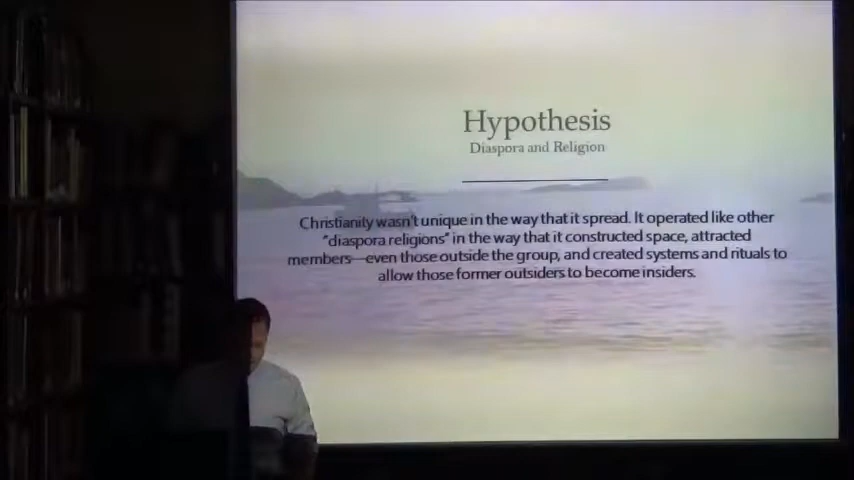 Hypothesis
Diaspora and Religion
Christianity wasn't unique in the way that it spread. It operated like other
"diaspora religions" in the way that it constructed space, attracted
members—even those outside the group, and created systems and rituals to
allow those former outsiders to become insiders.